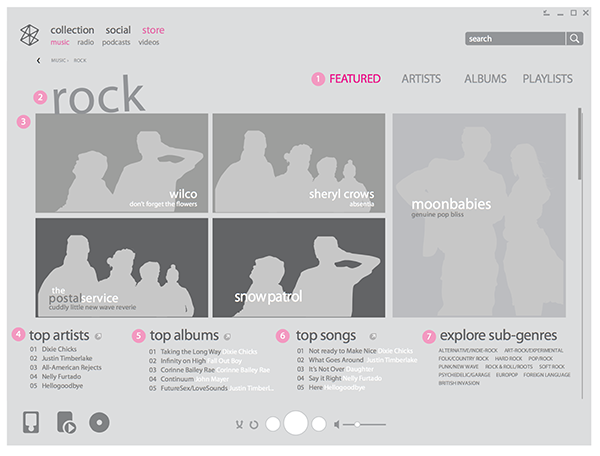 collection social store
music radio podcasts videos
search
MUSIC › ROCK
1 FEATURED ARTISTS ALBUMS PLAYLISTS
2 rock
3
wilco
don't forget the flowers
sheryl crows
absentia
moonbabies
genuine pop bliss
the
postalservice
cuddly little new wave reverie
snow patrol
4 top artists
01 Dixie Chicks
02 Justin Timberlake
03 All-American Rejects
04 Nelly Furtado
05 Hellogoodbye
5 top albums
01 Taking the Long Way Dixie Chicks
02 Infinity on High Fall Out Boy
03 Corinne Bailey Rae Corinne Bailey Rae
04 Continuum John Mayer
05 FutureSex/LoveSounds Justin Timberl...
6 top songs
01 Not ready to Make Nice Dixie Chicks
02 What Goes Around Justin Timberlake
03 It's Not Over Daughter
04 Say it Right Nelly Furtado
05 Here Hellogoodbye
7 explore sub-genres
ALTERNATIVE/INDIE-ROCK ART-ROCK/EXPERIMENTAL
FOLK/COUNTRY ROCK HARD ROCK POP/ROCK
PUNK/NEW WAVE ROCK & ROLL/ROOTS SOFT ROCK
PSYCHEDELIC/GARAGE EUROPOP FOREIGN LANGUAGE
BRITISH INVASION